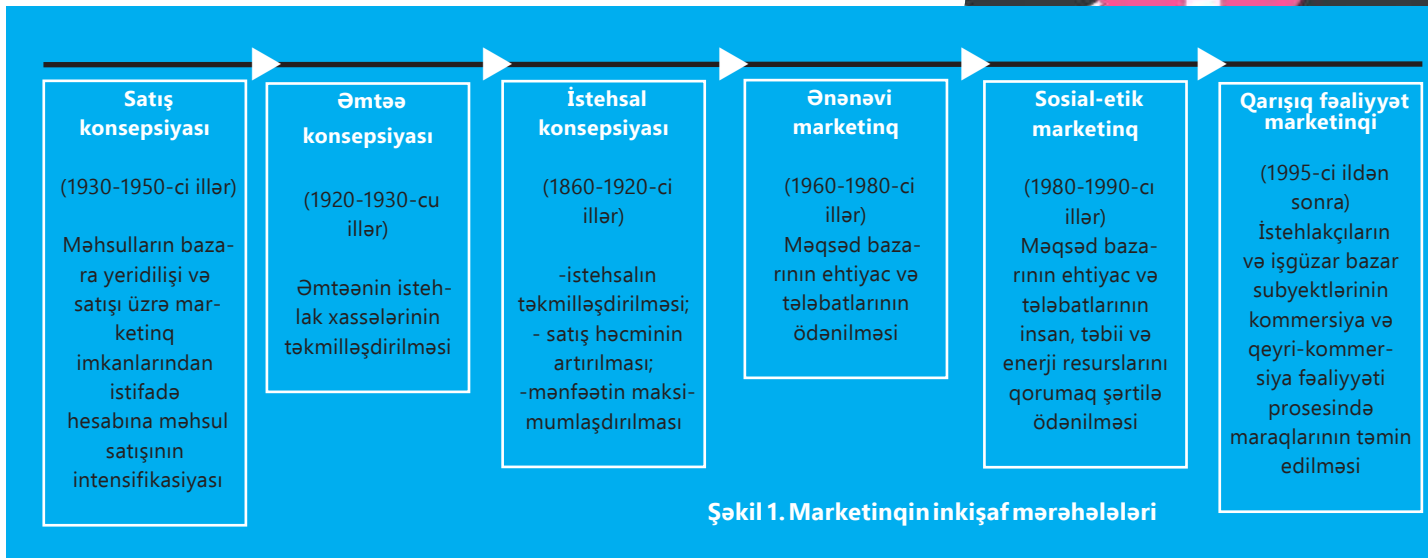 Satış
konsepsiyası
(1930-1950-ci illər)
Məhsulların baza-
ra yeridilişi və
satışı üzrə mar-
ketinq
imkanlarından
istifadə
hesabına məhsul
satışının
intensifikasiyası
Əmtəə
konsepsiyası
(1920-1930-cu
illər)
Əmtəənin isteh-
lak xassələrinin
təkmilləşdirilməsi
İstehsal
konsepsiyası
(1860-1920-ci
illər)
-istehsalın
təkmilləşdirilməsi;
- satış həcminin
artırılması;
-mənfəətin maksi-
mumlaşdırılması
Ənənəvi
marketinq
(1960-1980-ci
illər)
Məqsəd baza-
rının ehtiyac və
tələbatlarının
ödənilməsi
Sosial-etik
marketinq
(1980-1990-cı
illər)
Məqsəd baza-
rının ehtiyac və
tələbatlarının
insan, təbii və
enerji resurslarını
qorumaq şərtilə
ödənilməsi
Qarışıq fəaliyyət
marketinqi
(1995-ci ildən
sonra)
İstehlakçıların
və işgüzar bazar
subyektlərinin
kommersiya və
qeyri-kommer-
siya fəaliyyəti
prosesində
maraqlarının təmin
edilməsi
Şəkil 1. Marketinqin inkişaf mərəhələləri